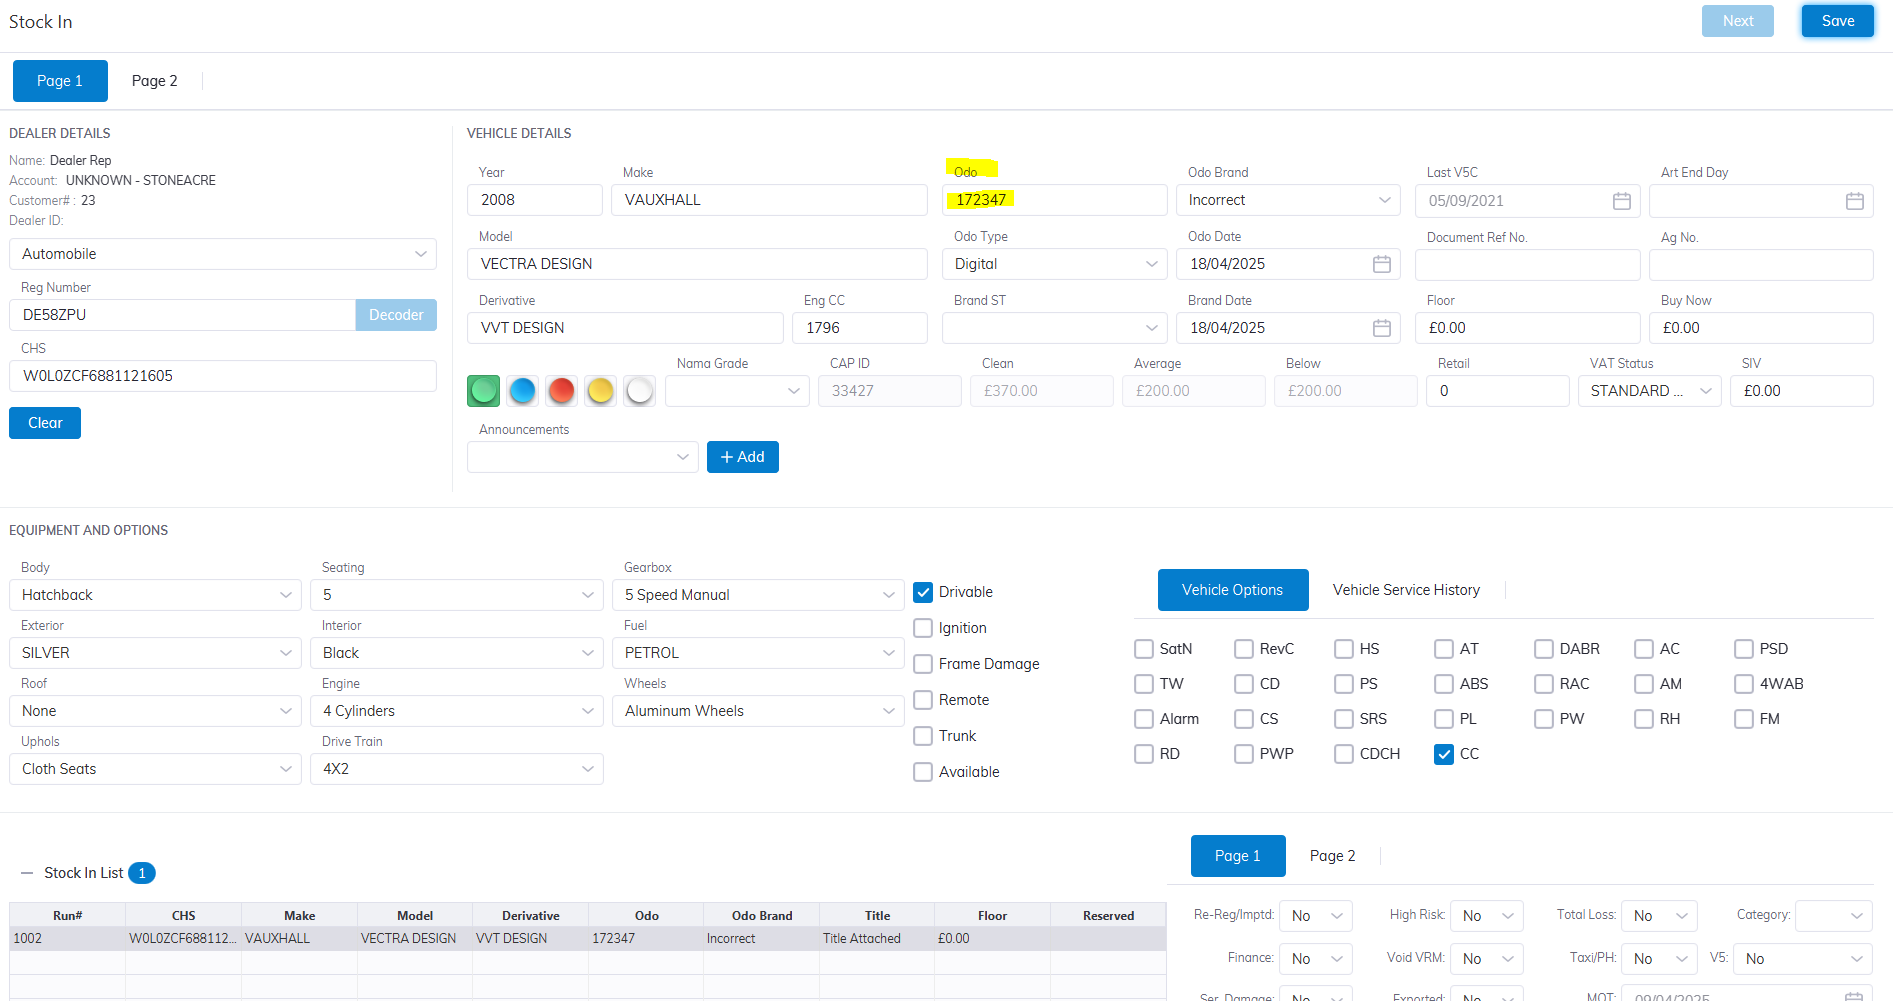 Stock In
Next
Save
Page 1
Page 2
DEALER DETAILS
Name: Dealer Rep
Account: UNKNOWN - STONEACRE
Customer# : 23
Dealer ID:
Automobile
Reg Number
DE58ZPU
Decoder
CHS
W0L0ZCF6881121605
Clear
VEHICLE DETAILS
Year
Make
Odo
Odo Brand
Last V5C
Art End Day
2008
VAUXHALL
172347
Incorrect
05/09/2021
Model
Odo Type
Odo Date
Document Ref No.
Ag No.
VECTRA DESIGN
Digital
18/04/2025
Derivative
Eng CC
Brand ST
Brand Date
Floor
Buy Now
VVT DESIGN
1796
18/04/2025
£0.00
£0.00
Nama Grade
CAP ID
Clean
Average
Below
Retail
VAT Status
SIV
33427
£370.00
£200.00
£200.00
0
STANDARD ...
£0.00
Announcements
+ Add
EQUIPMENT AND OPTIONS
Body
Seating
Gearbox
Hatchback
5
5 Speed Manual
Exterior
Interior
Fuel
SILVER
Black
PETROL
Roof
Engine
Wheels
None
4 Cylinders
Aluminum Wheels
Uphols
Drive Train
Cloth Seats
4X2
Drivable
Ignition
Frame Damage
Remote
Trunk
Available
Vehicle Options
Vehicle Service History
SatN RevC HS AT DABR AC PSD
TW CD PS ABS RAC AM 4WAB
Alarm CS SRS PL PW RH FM
RD PWP CDCH CC
Stock In List 1
Run# CHS Make Model Derivative Odo Odo Brand Title Floor Reserved
1002 W0L0ZCF688112... VAUXHALL VECTRA DESIGN VVT DESIGN 172347 Incorrect Title Attached £0.00
Page 1
Page 2
Re-Reg/Imptd: No High Risk: No Total Loss: No Category:
Finance: No Void VRM: No Taxi/PH: No V5: No
Ser. Damage: No Exported: No MOT: 09/04/2025